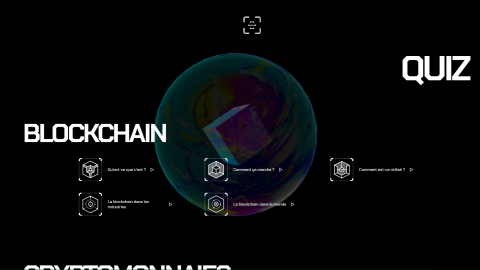 QUIZ
BLOCKCHAIN
Qu'est-ce que c'est ?
Comment ça marche ?
Comment est-ce utilisé ?
La blockchain dans les
industries
La blockchain dans le monde
CRYPTOMONNAIES